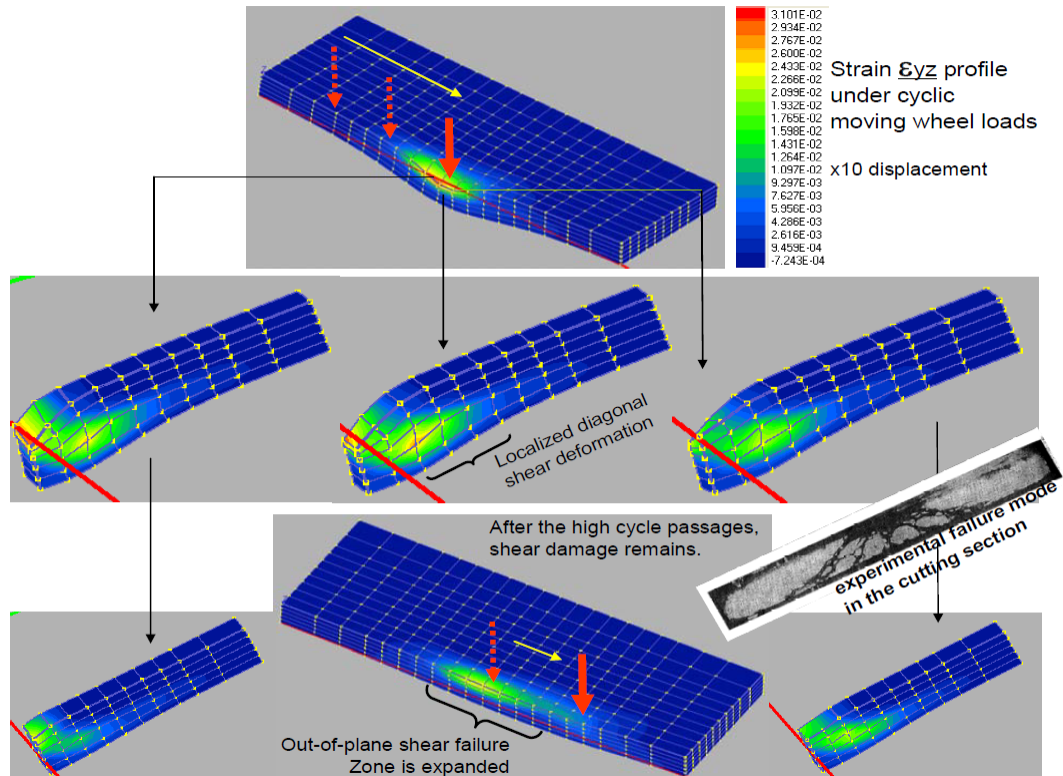 3.101E-02
2.934E-02
2.767E-02
2.600E-02
2.433E-02
2.266E-02
2.099E-02
1.932E-02
1.765E-02
1.598E-02
1.431E-02
1.264E-02
1.097E-02
9.297E-03
7.627E-03
5.956E-03
4.286E-03
2.616E-03
9.459E-04
-7.243E-04
Strain εyz profile
under cyclic
moving wheel loads
x10 displacement
Localized diagonal
shear deformation
After the high cycle passages,
shear damage remains.
experimental failure mode
in the cutting section
Out-of-plane shear failure
Zone is expanded